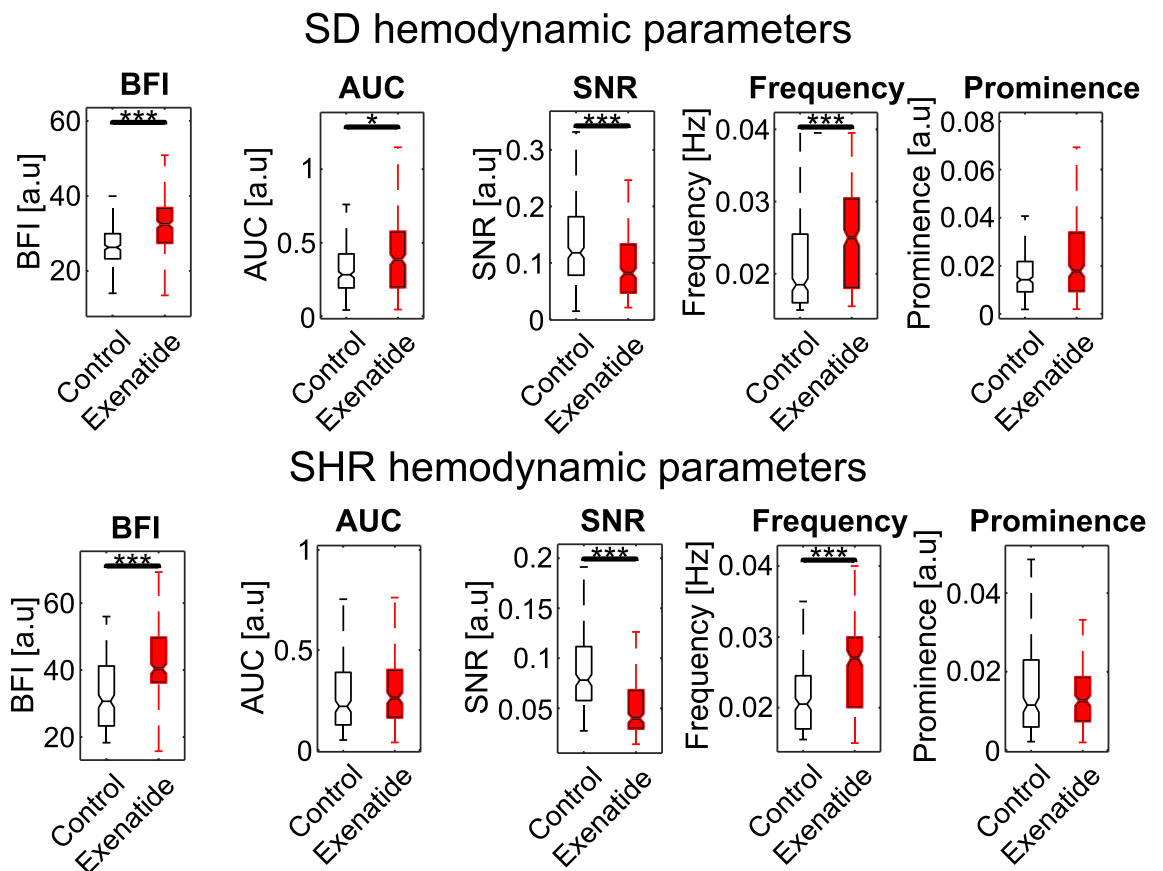 SD hemodynamic parameters
BFI
AUC
SNR
Frequency
Prominence
BFI [a.u]
60
40
20
***
Control
Exenatide
AUC [a.u]
1
0.5
0
*
Control
Exenatide
SNR [a.u]
0.3
0.2
0.1
0
***
Control
Exenatide
Frequency [Hz]
0.04
0.03
0.02
***
Control
Exenatide
Prominence [a.u]
0.08
0.06
0.04
0.02
0
Control
Exenatide
SHR hemodynamic parameters
BFI
AUC
SNR
Frequency
Prominence
BFI [a.u]
60
40
20
***
Control
Exenatide
AUC [a.u]
1
0.5
0
Control
Exenatide
SNR [a.u]
0.2
0.15
0.1
0.05
***
Control
Exenatide
Frequency [Hz]
0.04
0.03
0.02
***
Control
Exenatide
Prominence [a.u]
0.04
0.02
0
Control
Exenatide